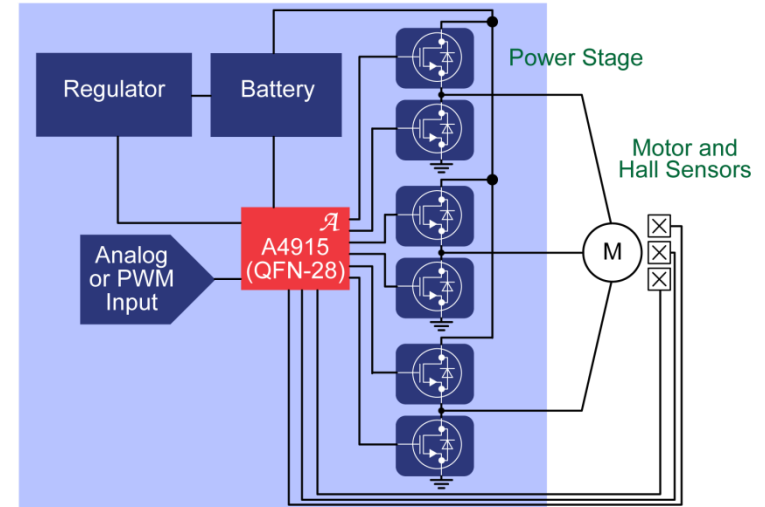 Regulator
Battery
Power Stage
Motor and
Hall Sensors
A
A4915
(QFN-28)
Analog
or PWM
Input
M